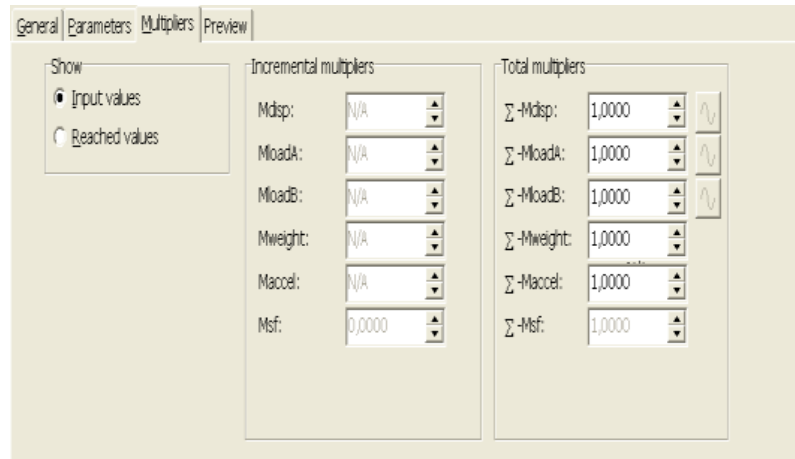 General Parameters Multipliers Preview
Show
Input values
Reached values
Incremental multipliers
Mdisp: N/A
MloadA: N/A
MloadB: N/A
Mweight: N/A
Maccel: N/A
Msf: 0,0000
Total multipliers
Σ-Mdisp: 1,0000
Σ-MloadA: 1,0000
Σ-MloadB: 1,0000
Σ-Mweight: 1,0000
Σ-Maccel: 1,0000
Σ-Msf: 1,0000